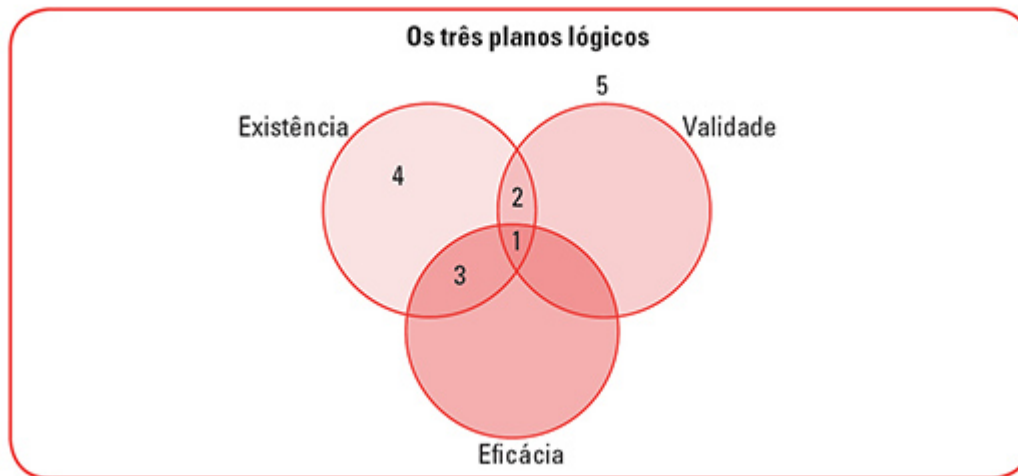 Os três planos lógicos
5
Existência
Validade
4
2
1
3
Eficácia